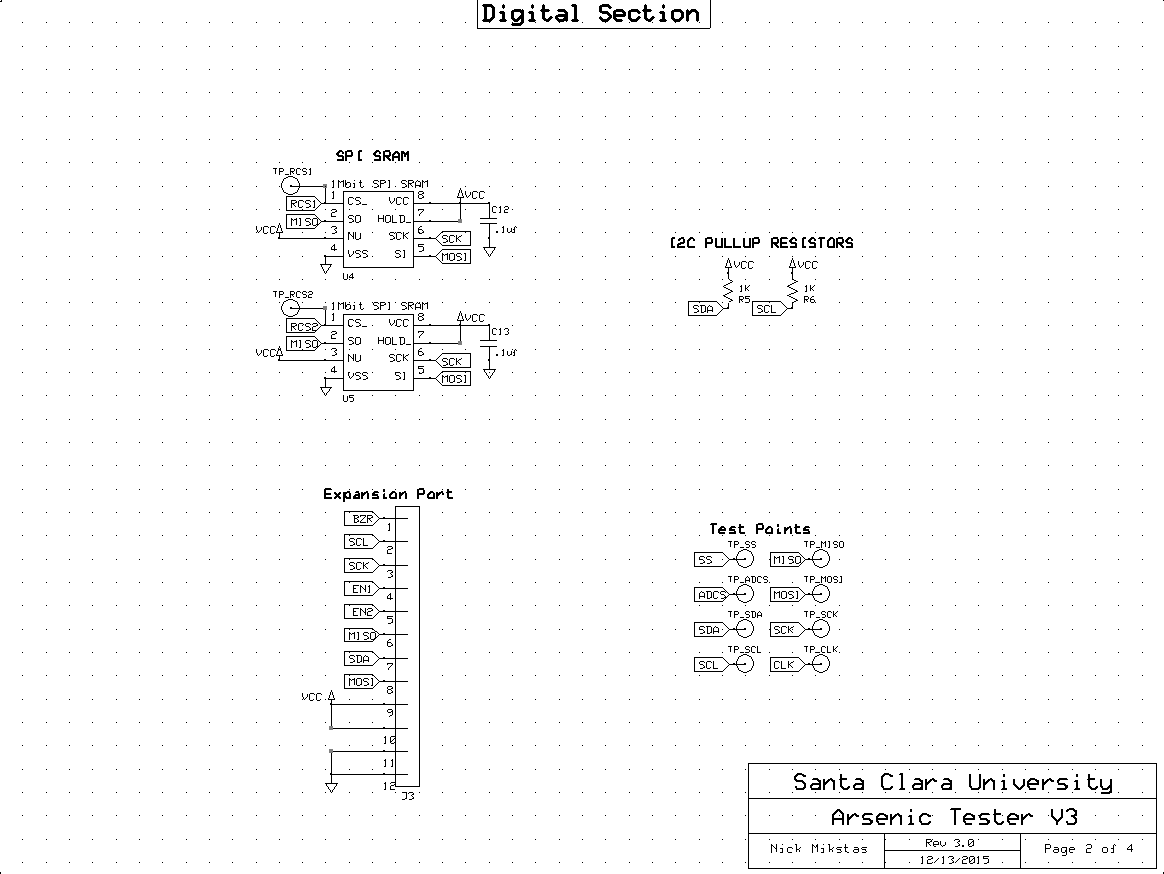 Digital Section
SPI SRAM
TP_RCS1
1Mbit SPI SRAM
RCS1 1 CS_ VCC 8 VCC
MISO 2 SO HOLD_ 7 C12
VCC 3 NU SCK 6 SCK .1uf
4 VSS SI 5 MOSI
U4
TP_RCS2
1Mbit SPI SRAM
RCS2 1 CS_ VCC 8 VCC
MISO 2 SO HOLD_ 7 C13
VCC 3 NU SCK 6 SCK .1uf
4 VSS SI 5 MOSI
U5
I2C PULLUP RESISTORS
VCC VCC
1K 1K
R5 R6
SDA SCL
Expansion Port
BZR 1
SCL 2
SCK 3
EN1 4
EN2 5
MISO 6
SDA 7
MOSI 8
VCC 9
10
11
12
J3
Test Points
TP_SS TP_MISO
SS MISO
TP_ADCS TP_MOSI
ADCS MOSI
TP_SDA TP_SCK
SDA SCK
TP_SCL TP_CLK
SCL CLK
Santa Clara University
Arsenic Tester V3
Nick Mikstas
Rev 3.0
12/13/2015
Page 2 of 4